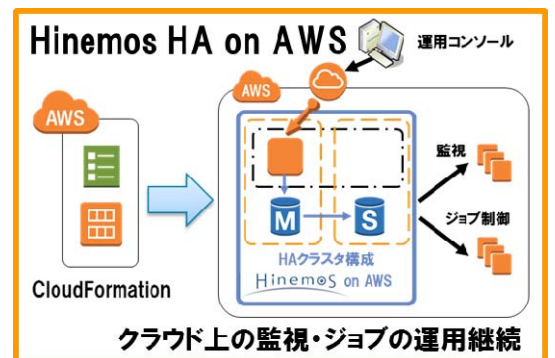 Hinemos HA on AWS
運用コンソール
AWS
AWS
監視
M
S
ジョブ制御
HAクラスタ構成
Hinemos on AWS
CloudFormation
クラウド上の監視・ジョブの運用継続